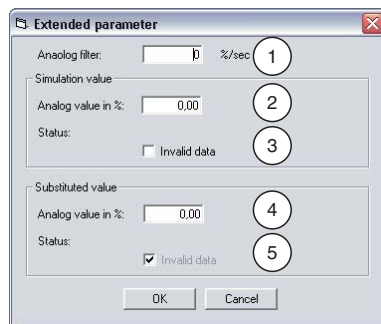 Extended parameter
Anaolog filter: 0 %/sec 1
Simulation value
Analog value in %: 0,00 2
Status:
Invalid data 3
Substituted value
Analog value in %: 0,00 4
Status:
Invalid data 5
OK Cancel